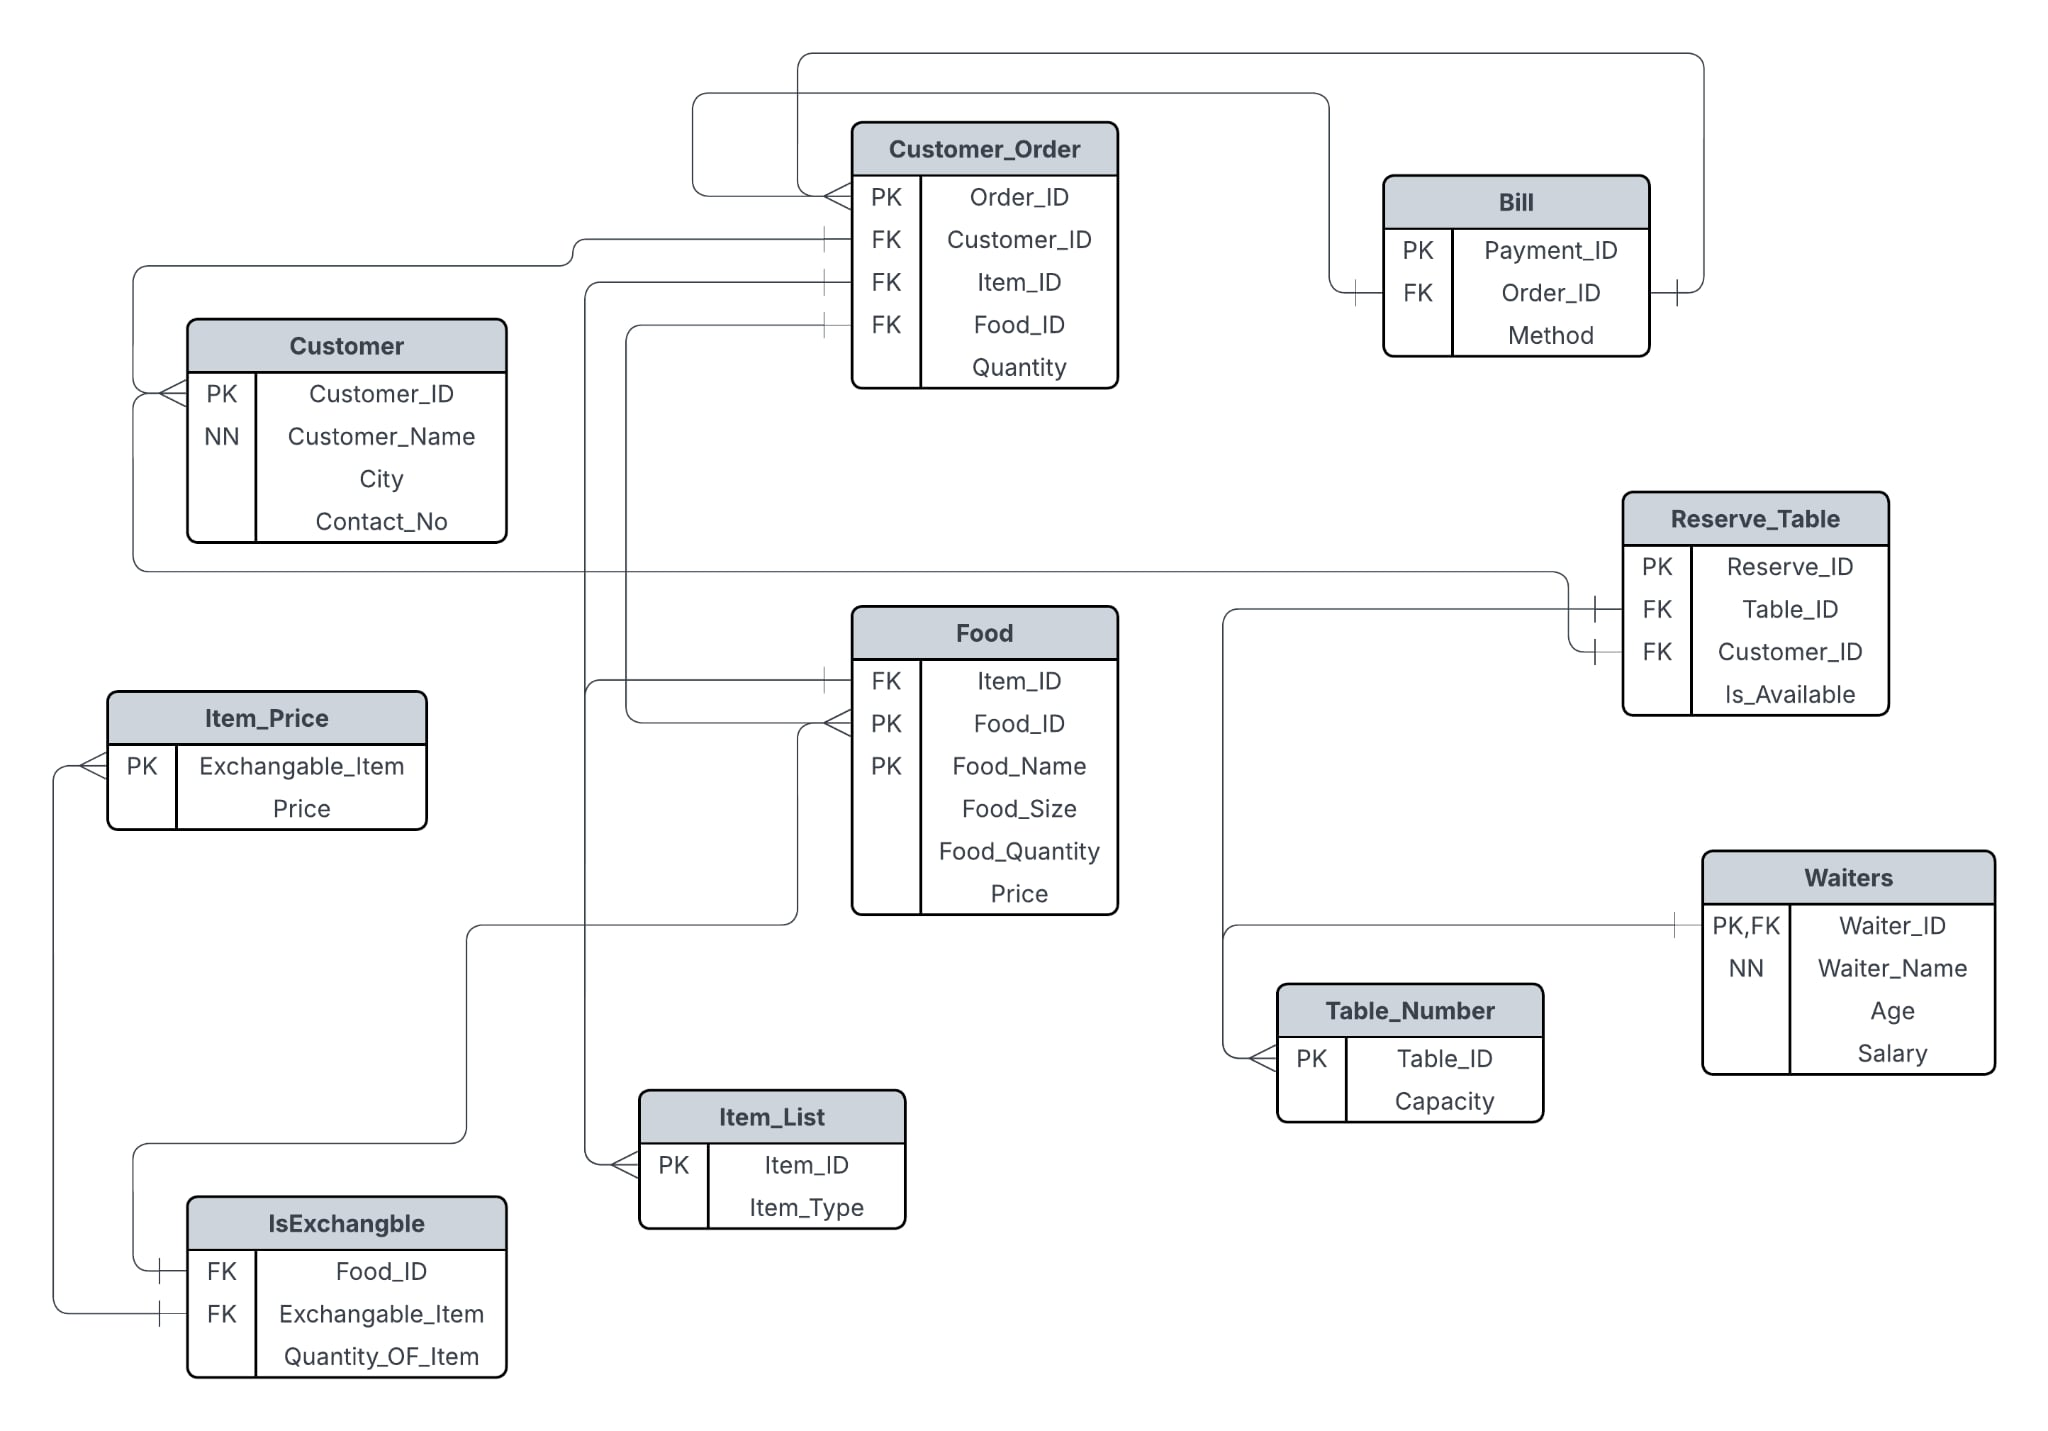 Customer_Order
PK Order_ID
FK Customer_ID
FK Item_ID
FK Food_ID
Quantity
Bill
PK Payment_ID
FK Order_ID
Method
Customer
PK Customer_ID
NN Customer_Name
City
Contact_No
Reserve_Table
PK Reserve_ID
FK Table_ID
FK Customer_ID
Is_Available
Food
FK Item_ID
PK Food_ID
PK Food_Name
Food_Size
Food_Quantity
Price
Item_Price
PK Exchangable_Item
Price
Waiters
PK,FK Waiter_ID
NN Waiter_Name
Age
Salary
Table_Number
PK Table_ID
Capacity
Item_List
PK Item_ID
Item_Type
IsExchangble
FK Food_ID
FK Exchangable_Item
Quantity_OF_Item